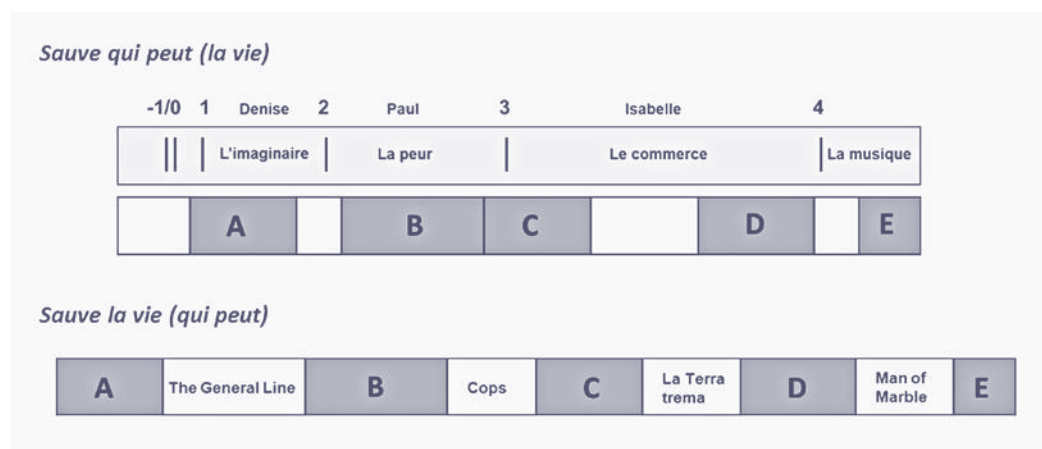 Sauve qui peut (la vie)
-1/0 1 Denise 2 Paul 3 Isabelle 4
L'imaginaire La peur Le commerce La musique
A B C D E
Sauve la vie (qui peut)
A The General Line B Cops C La Terra trema D Man of Marble E